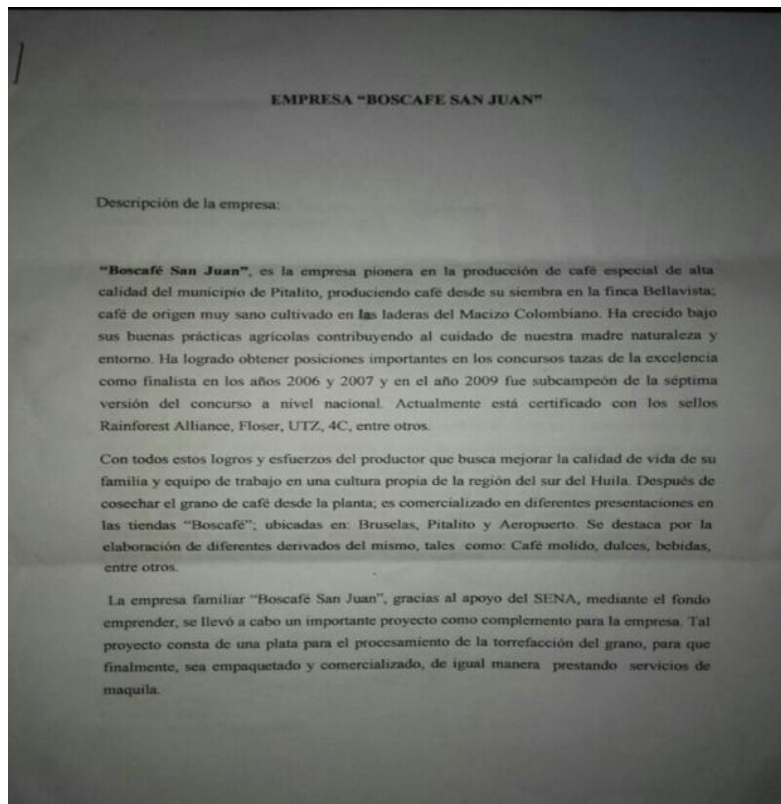 EMPRESA “BOSCAFE SAN JUAN”
Descripción de la empresa:
“Boscafé San Juan”, es la empresa pionera en la producción de café especial de alta
calidad del municipio de Pitalito, produciendo café desde su siembra en la finca Bellavista;
café de origen muy sano cultivado en las laderas del Macizo Colombiano. Ha crecido bajo
sus buenas prácticas agrícolas contribuyendo al cuidado de nuestra madre naturaleza y
entorno. Ha logrado obtener posiciones importantes en los concursos tazas de la excelencia
como finalista en los años 2006 y 2007 y en el año 2009 fue subcampeón de la séptima
versión del concurso a nivel nacional. Actualmente está certificado con los sellos
Rainforest Alliance, Floser, UTZ, 4C, entre otros.
Con todos estos logros y esfuerzos del productor que busca mejorar la calidad de vida de su
familia y equipo de trabajo en una cultura propia de la región del sur del Huila. Después de
cosechar el grano de café desde la planta; es comercializado en diferentes presentaciones en
las tiendas “Boscafé”; ubicadas en: Bruselas, Pitalito y Aeropuerto. Se destaca por la
elaboración de diferentes derivados del mismo, tales como: Café molido, dulces, bebidas,
entre otros.
La empresa familiar “Boscafé San Juan”, gracias al apoyo del SENA, mediante el fondo
emprender, se llevó a cabo un importante proyecto como complemento para la empresa. Tal
proyecto consta de una plata para el procesamiento de la torrefacción del grano, para que
finalmente, sea empaquetado y comercializado, de igual manera prestando servicios de
maquila.